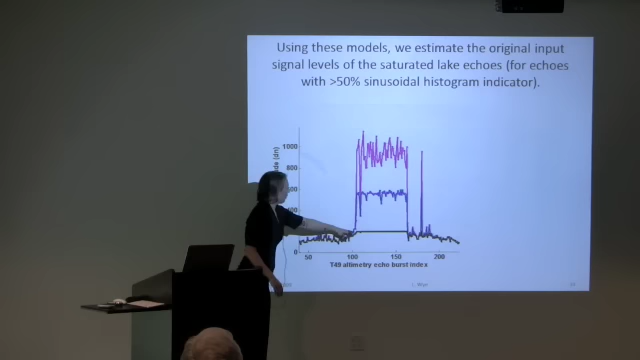 Using these models, we estimate the original input
signal levels of the saturated lake echoes (for echoes
with >50% sinusoidal histogram indicator).
1000
800
0
50
100
150
200
T49 altimetry echo burst index